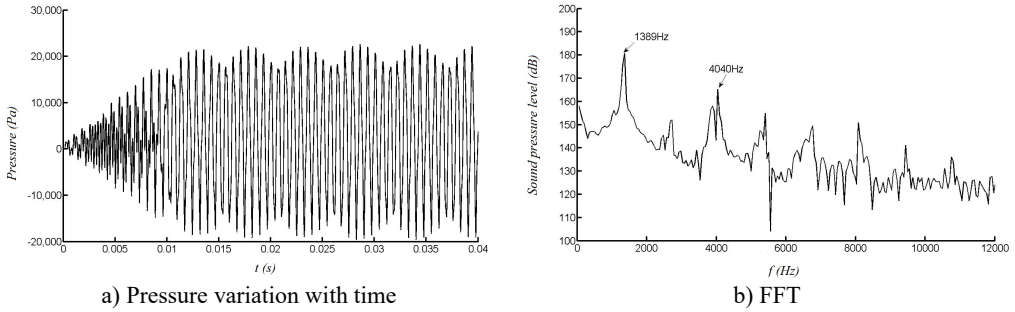 30,000
20,000
10,000
0
-10,000
-20,000
Pressure (Pa)
0 0.005 0.01 0.015 0.02 0.025 0.03 0.035 0.04
t (s)
a) Pressure variation with time
200
190
180
170
160
150
140
130
120
110
100
Sound pressure level (dB)
1389Hz
4040Hz
0 2000 4000 6000 8000 10000 12000
f (Hz)
b) FFT